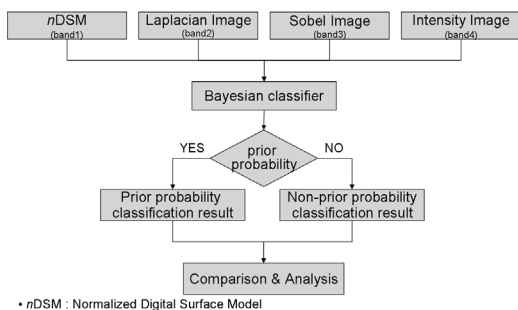 nDSM
(band1)
Laplacian Image
(band2)
Sobel Image
(band3)
Intensity Image
(band4)
Bayesian classifier
YES
prior
probability
NO
Prior probability
classification result
Non-prior probability
classification result
Comparison & Analysis
• nDSM : Normalized Digital Surface Model